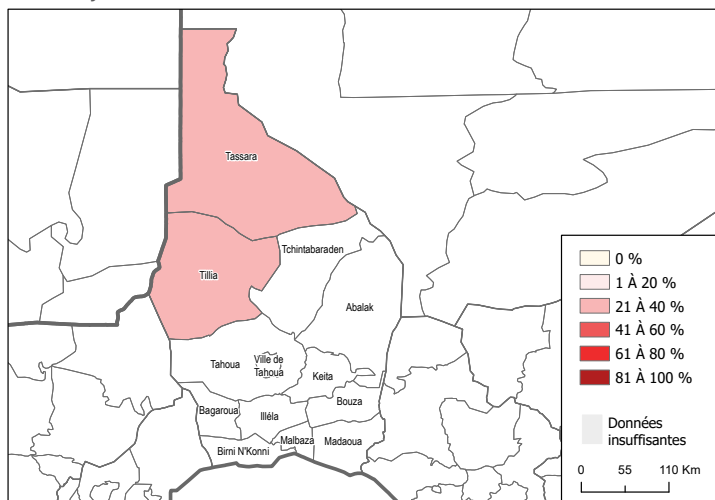 Tassara
Tchintabaraden
Tillia
Abalak
Tahoua
Ville de
Tahoua
Keita
Bouza
Bagaroua
Illéla
Malbaza
Madaoua
Birni N'Konni
0 %
1 À 20 %
21 À 40 %
41 À 60 %
61 À 80 %
81 À 100 %
Données
insuffisantes
0 55 110 Km